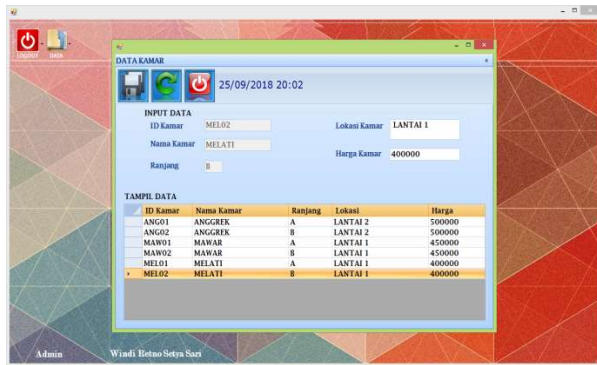 LOGOUT DATA
DATA KAMAR
25/09/2018 20:02
INPUT DATA
ID Kamar MEL02 Lokasi Kamar LANTAI 1
Nama Kamar MELATI
Harga Kamar 400000
Ranjang B
TAMPIL DATA
ID Kamar Nama Kamar Ranjang Lokasi Harga
ANG01 ANGGREK A LANTAI 2 500000
ANG02 ANGGREK B LANTAI 2 500000
MAW01 MAWAR A LANTAI 1 450000
MAW02 MAWAR B LANTAI 1 450000
MEL01 MELATI A LANTAI 1 400000
MEL02 MELATI B LANTAI 1 400000
Admin Windi Retno Setya Sari